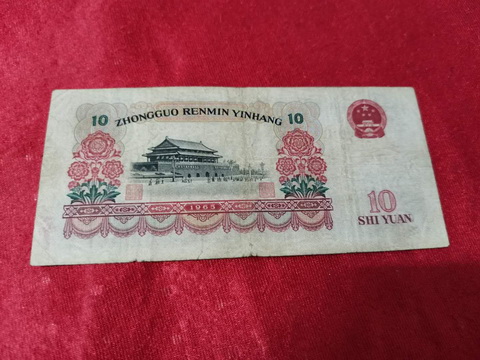 10 ZHONGGUO RENMIN YINHANG 10
10
SHI YUAN
1965